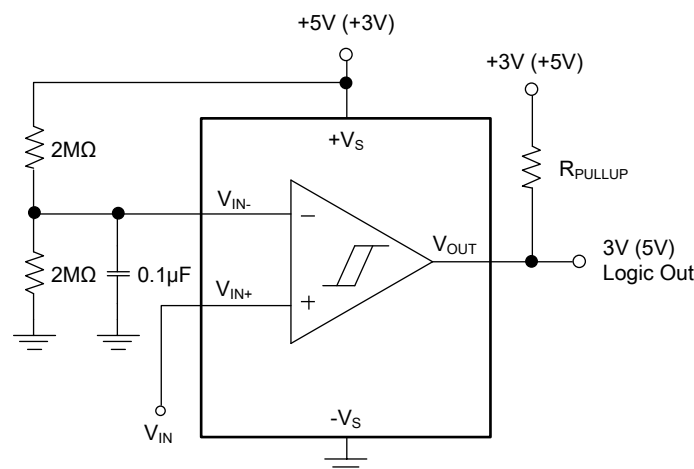 +5V (+3V)
+3V (+5V)
+VS
2MΩ
RPULLUP
VIN-
VOUT
3V (5V)
Logic Out
2MΩ
0.1μF
VIN+
VIN
-VS